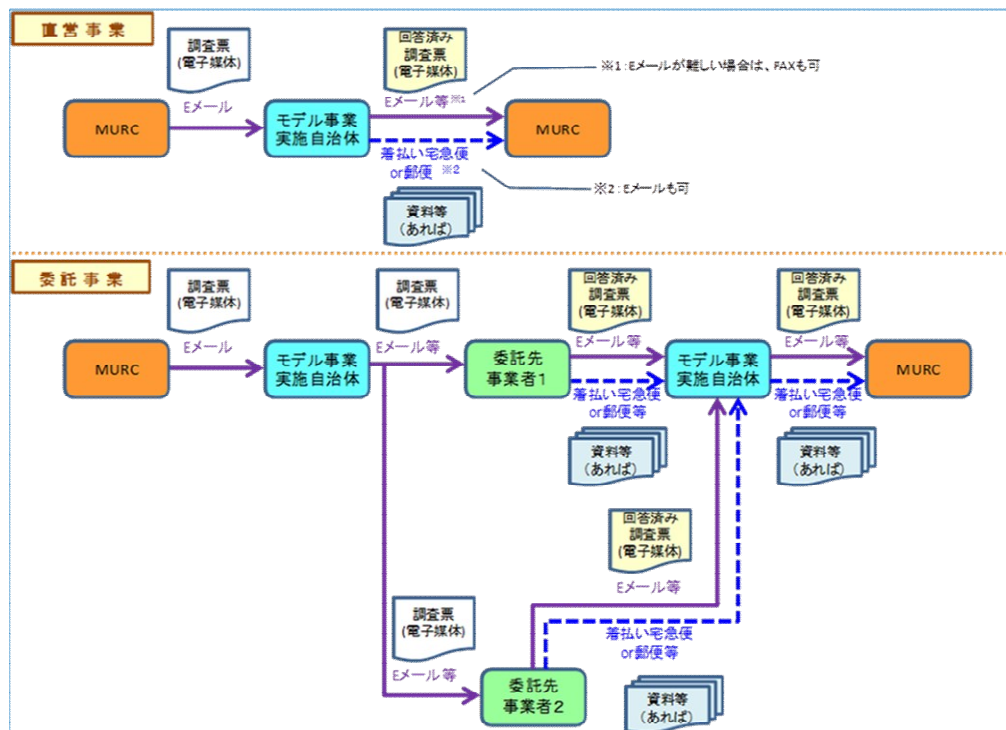 直営事業
調査票
(電子媒体)
Eメール
MURC
モデル事業
実施自治体
回答済み
調査票
(電子媒体)
Eメール等※1
着払い宅急便
or郵便 ※2
資料等
(あれば)
MURC
※1:Eメールが難しい場合は、FAXも可
※2:Eメールも可
委託事業
調査票
(電子媒体)
Eメール
MURC
モデル事業
実施自治体
調査票
(電子媒体)
Eメール等
委託先
事業者1
回答済み
調査票
(電子媒体)
Eメール等
着払い宅急便
or郵便等
資料等
(あれば)
モデル事業
実施自治体
回答済み
調査票
(電子媒体)
Eメール等
着払い宅急便
or郵便等
資料等
(あれば)
MURC
調査票
(電子媒体)
Eメール等
委託先
事業者2
回答済み
調査票
(電子媒体)
Eメール等
着払い宅急便
or郵便等
資料等
(あれば)